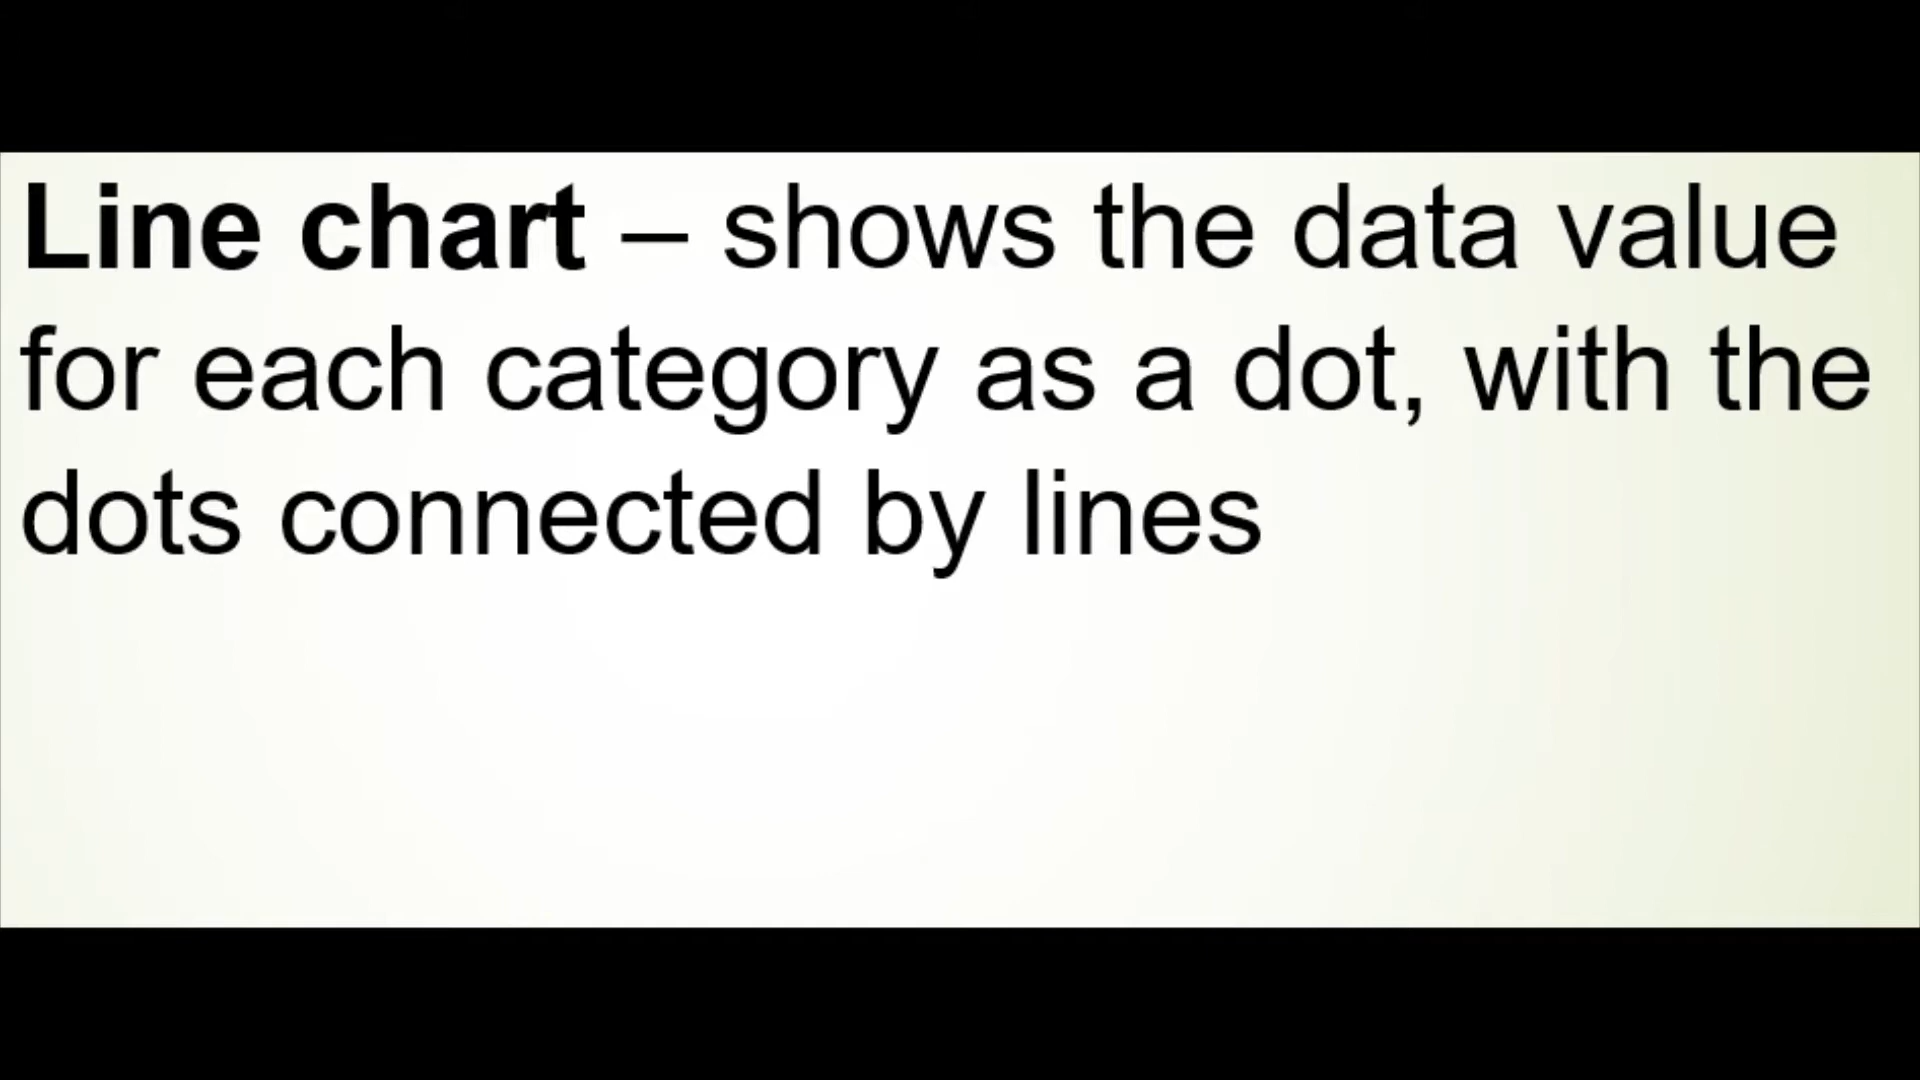 Line chart – shows the data value
for each category as a dot, with the
dots connected by lines